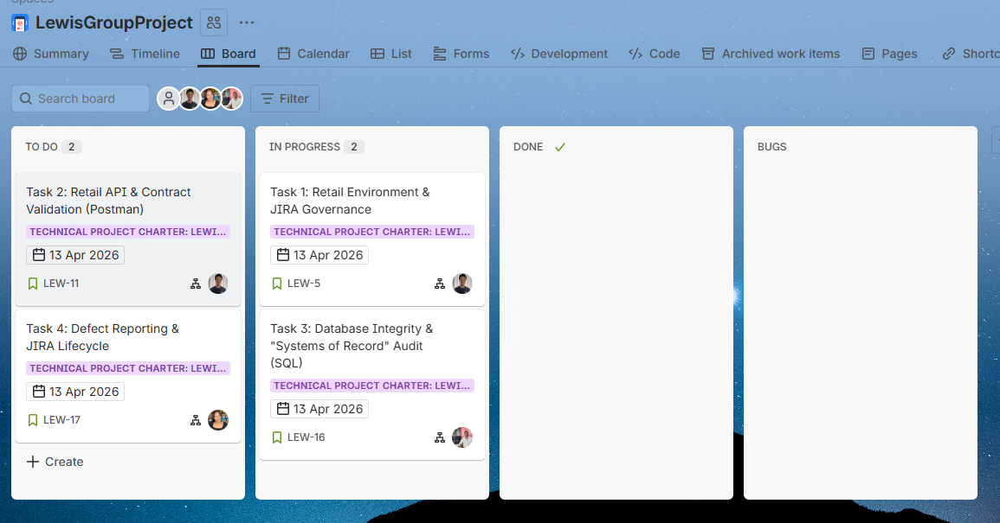 Spaces
LewisGroupProject
Summary
Timeline
Board
Calendar
List
Forms
Development
Code
Archived work items
Pages
Shortc
Search board
Filter
TO DO 2
Task 2: Retail API & Contract
Validation (Postman)
TECHNICAL PROJECT CHARTER: LEWI...
13 Apr 2026
LEW-11
Task 4: Defect Reporting &
JIRA Lifecycle
TECHNICAL PROJECT CHARTER: LEWI...
13 Apr 2026
LEW-17
Create
IN PROGRESS 2
Task 1: Retail Environment &
JIRA Governance
TECHNICAL PROJECT CHARTER: LEWI...
13 Apr 2026
LEW-5
Task 3: Database Integrity &
"Systems of Record" Audit
(SQL)
TECHNICAL PROJECT CHARTER: LEWI...
13 Apr 2026
LEW-16
DONE
BUGS